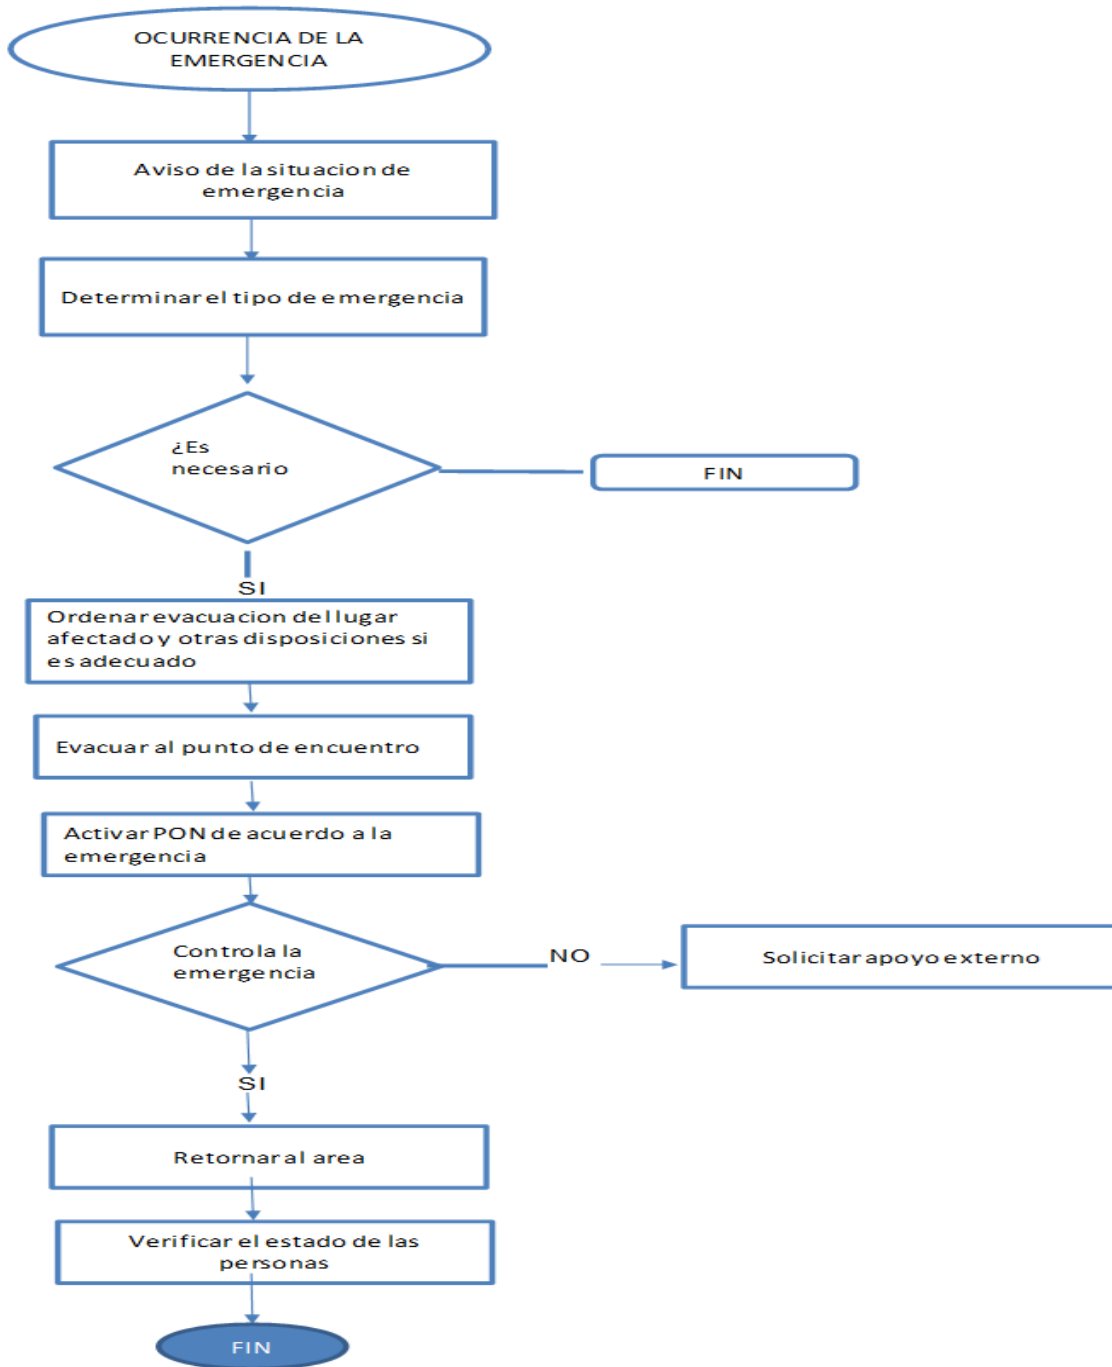 OCURRENCIA DE LA
EMERGENCIA
Aviso de la situacion de
emergencia
Determinar el tipo de emergencia
¿Es
necesario
FIN
SI
Ordenar evacuacion del lugar
afectado y otras disposiciones si
es adecuado
Evacuar al punto de encuentro
Activar PON de acuerdo a la
emergencia
Controla la
emergencia
NO
Solicitar apoyo externo
SI
Retornar al area
Verificar el estado de las
personas
FIN